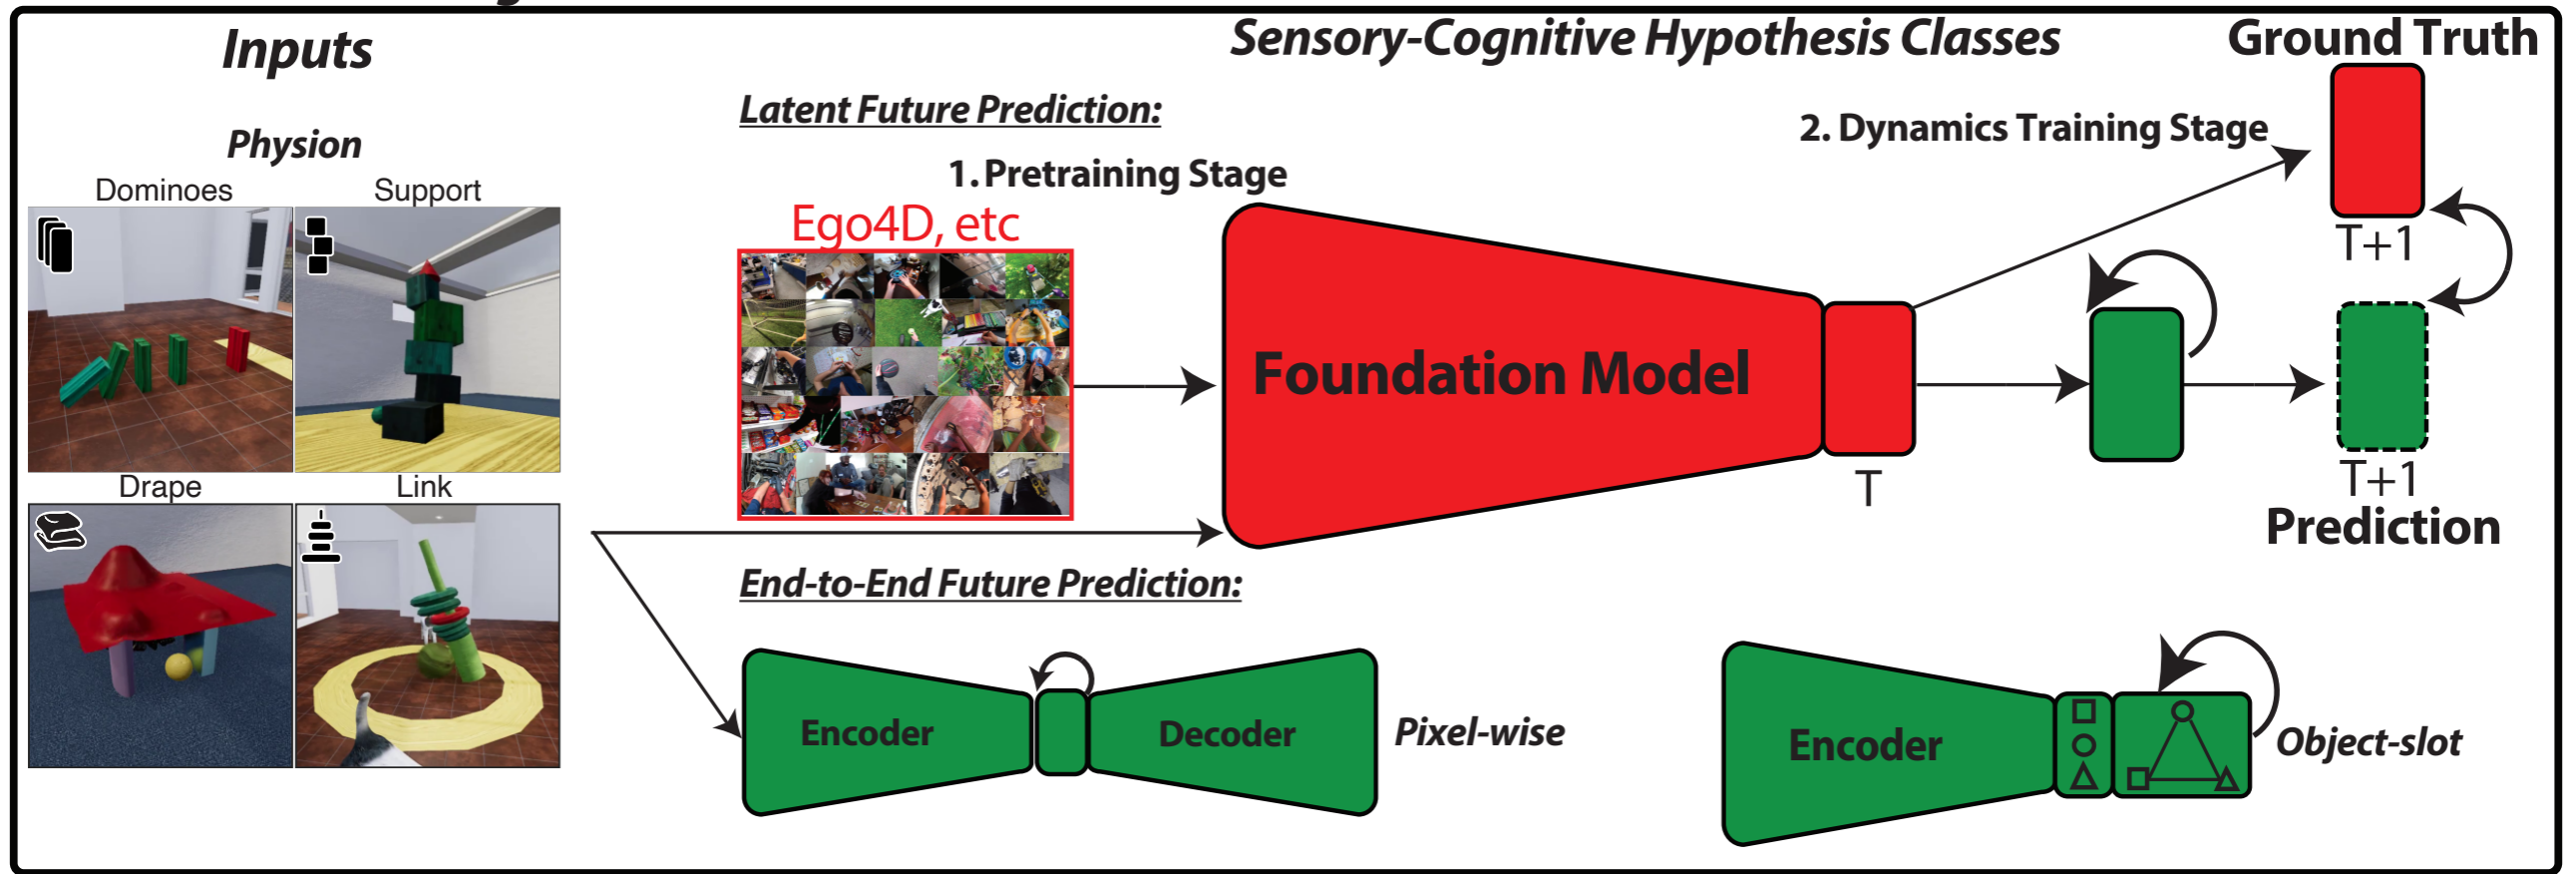 Inputs
Sensory-Cognitive Hypothesis Classes
Ground Truth
Physion
Dominoes
Support
Drape
Link
Latent Future Prediction:
1. Pretraining Stage
2. Dynamics Training Stage
Ego4D, etc
Foundation Model
T
T+1
T+1
Prediction
End-to-End Future Prediction:
Encoder
Decoder
Pixel-wise
Encoder
Object-slot